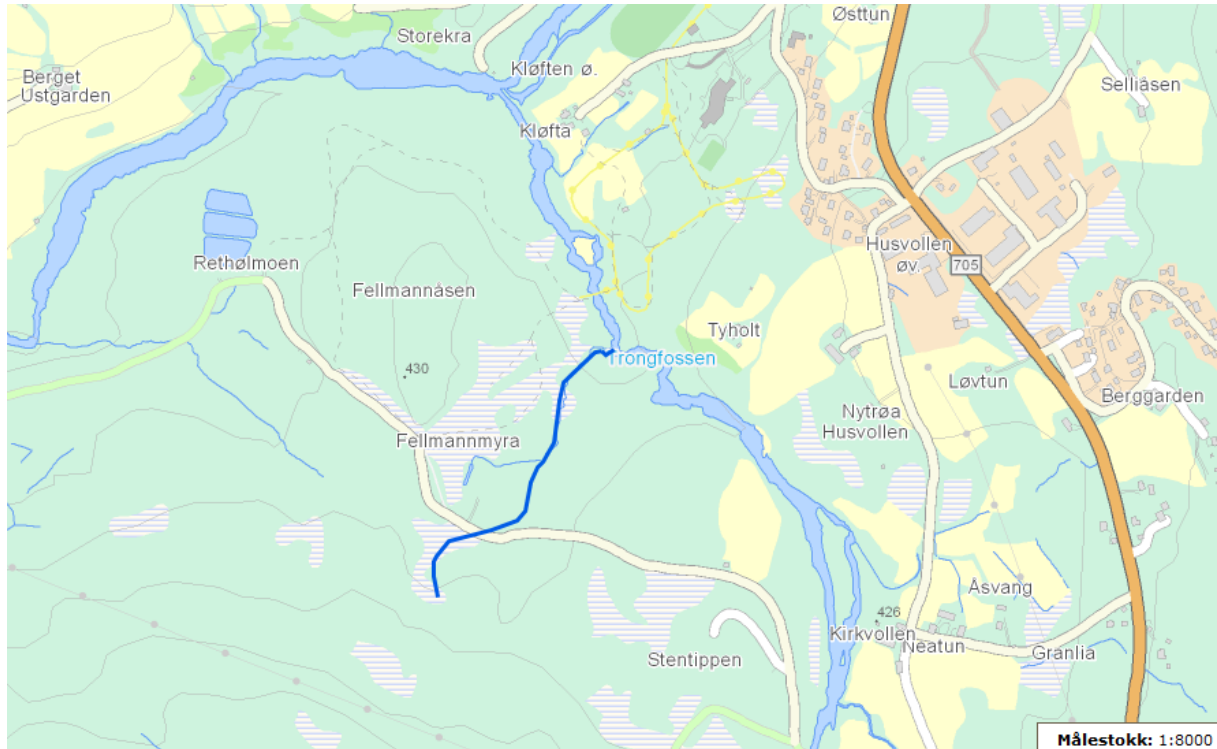 Østtun
Storekra
Kløften ø.
Berget
Ustgarden
Selliåsen
Kløfta
Husvollen
øv.
705
Retholmoen
Fellmannåsen
Tyholt
Trongfossen
430
Løvtun
Berggarden
Nytrøa
Husvollen
Fellmannmyra
Åsvang
426
Kirkvollen
Neatun
Granlia
Stentippen
Målestokk: 1:8000